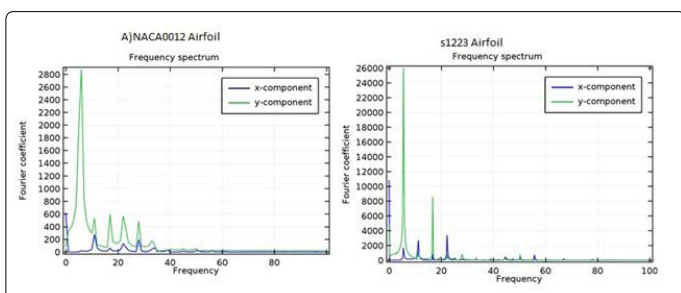 A)NACA0012 Airfoil
Frequency spectrum
x-component
y-component
2800
2600
2400
2200
2000
1800
1600
1400
1200
1000
800
600
400
200
0
Fourier coefficient
0 20 40 60 80
Frequency
s1223 Airfoil
Frequency spectrum
x-component
y-component
26000
24000
22000
20000
18000
16000
14000
12000
10000
8000
6000
4000
2000
0
Fourier coefficient
0 20 40 60 80 100
Frequency